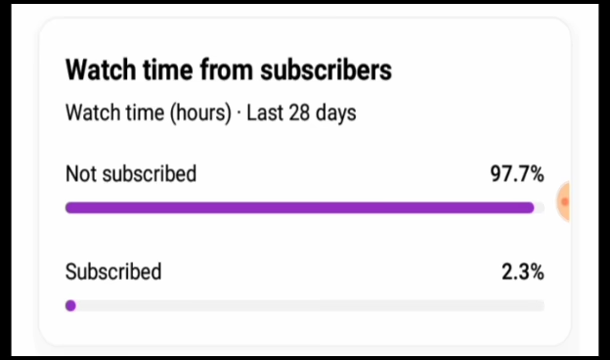 Watch time from subscribers
Watch time (hours) · Last 28 days
Not subscribed 97.7%
Subscribed 2.3%